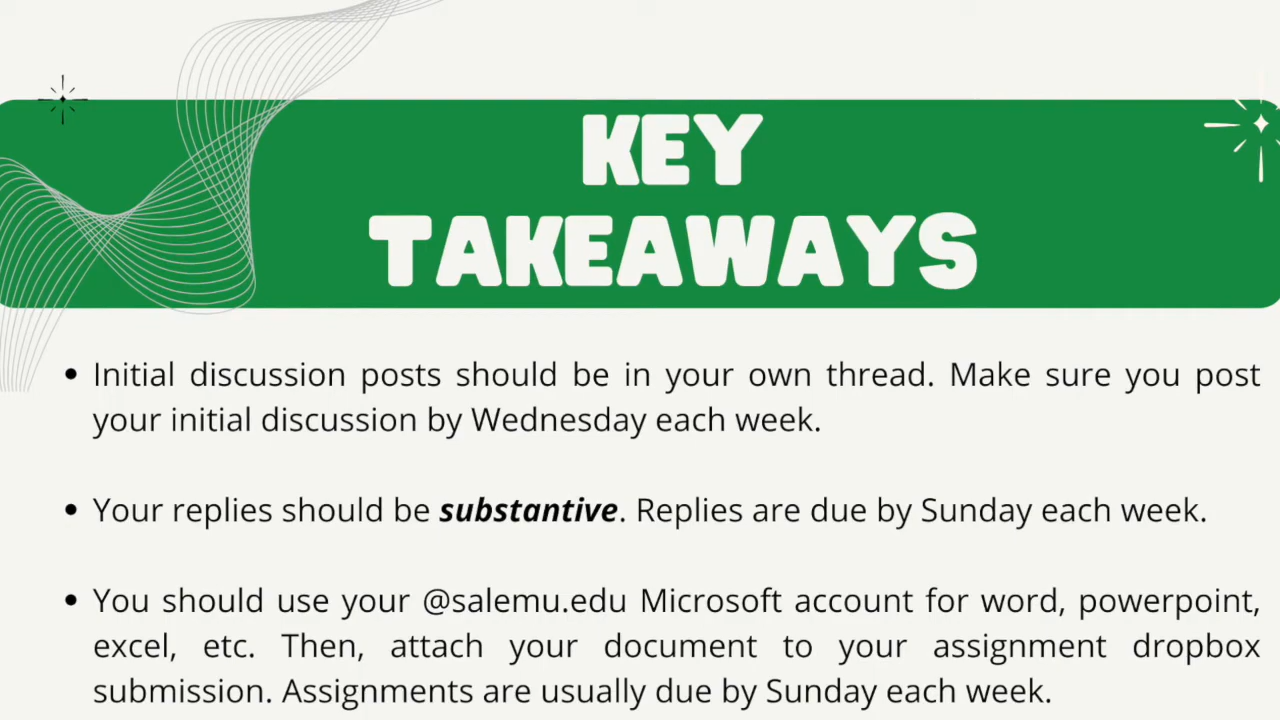 KEY
TAKEAWAYS
• Initial discussion posts should be in your own thread. Make sure you post
your initial discussion by Wednesday each week.
• Your replies should be substantive. Replies are due by Sunday each week.
• You should use your @salemu.edu Microsoft account for word, powerpoint,
excel, etc. Then, attach your document to your assignment dropbox
submission. Assignments are usually due by Sunday each week.